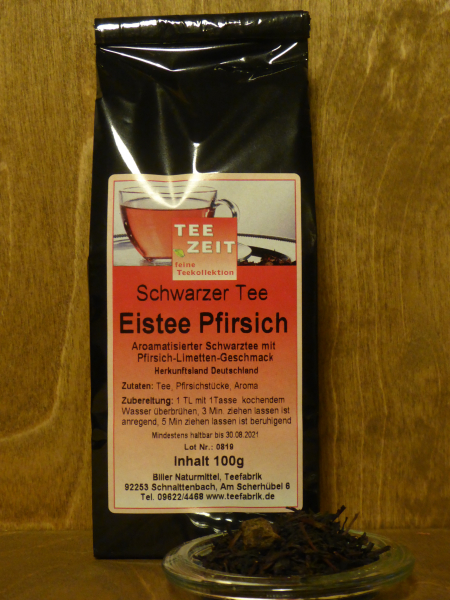 TEE
ZEIT
feine
Teekollektion
Schwarzer Tee
Eistee Pfirsich
Aroamatisierter Schwarztee mit
Pfirsich-Limetten-Geschmack
Herkunftsland Deutschland
Zutaten: Tee, Pfirsichstücke, Aroma
Zubereitung: 1 TL mit 1Tasse kochendem
Wasser überbrühen, 3 Min. ziehen lassen ist
anregend, 5 Min ziehen lassen ist beruhigend
Mindestens haltbar bis 30.08.2021
Lot Nr.: 0819
Inhalt 100g
Biller Naturmittel, Teefabrik
92253 Schnaittenbach, Am Scherhübel 6
Tel. 09622/4468 www.teefabrik.de